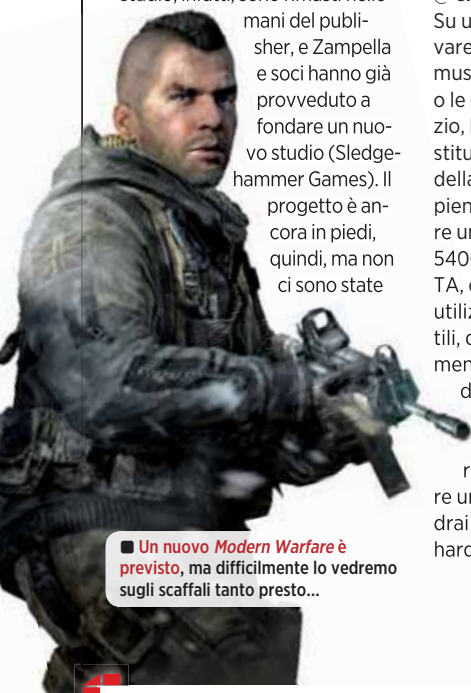 mani del publi-
sher, e Zampella
e soci hanno già
provveduto a
fondare un nuo-
vo studio (Sledge-
hammer Games). Il
progetto è an-
cora in piedi,
quindi, ma non
ci sono state
Un nuovo Modern Warfare è
previsto, ma difficilmente lo vedremo
sugli scaffali tanto presto...
Su u
vare
mus
o le
zio,
stitu
della
pien
re un
540
TA,
utiliz
tili,
men
d
r
re un
drai
hard